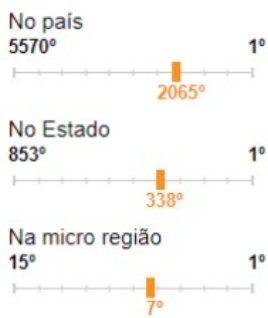 No país
5570º 1º
2065º
No Estado
853º 1º
338º
Na micro região
15º 1º
7º